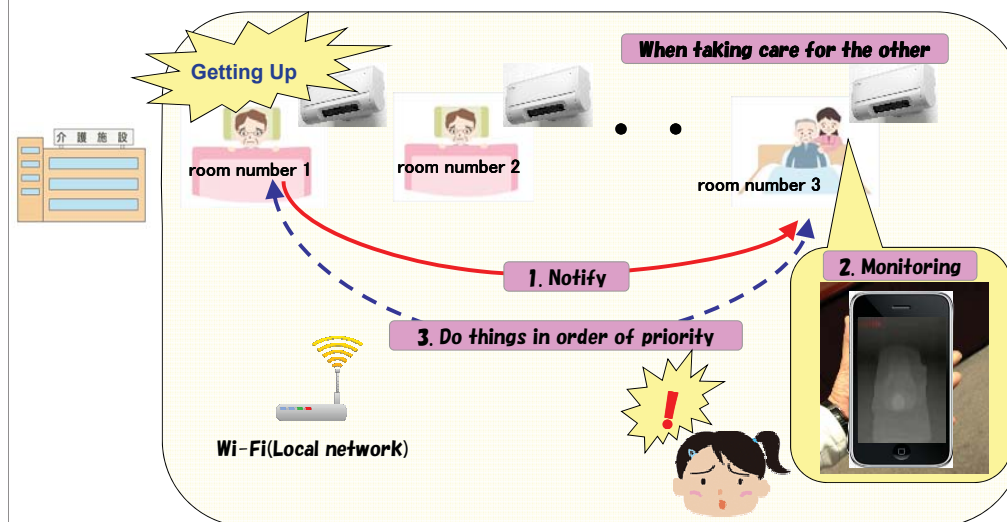 When taking care for the other
Getting Up
介護施設
room number 1
room number 2
room number 3
1. Notify
2. Monitoring
3. Do things in order of priority
!
Wi-Fi(Local network)